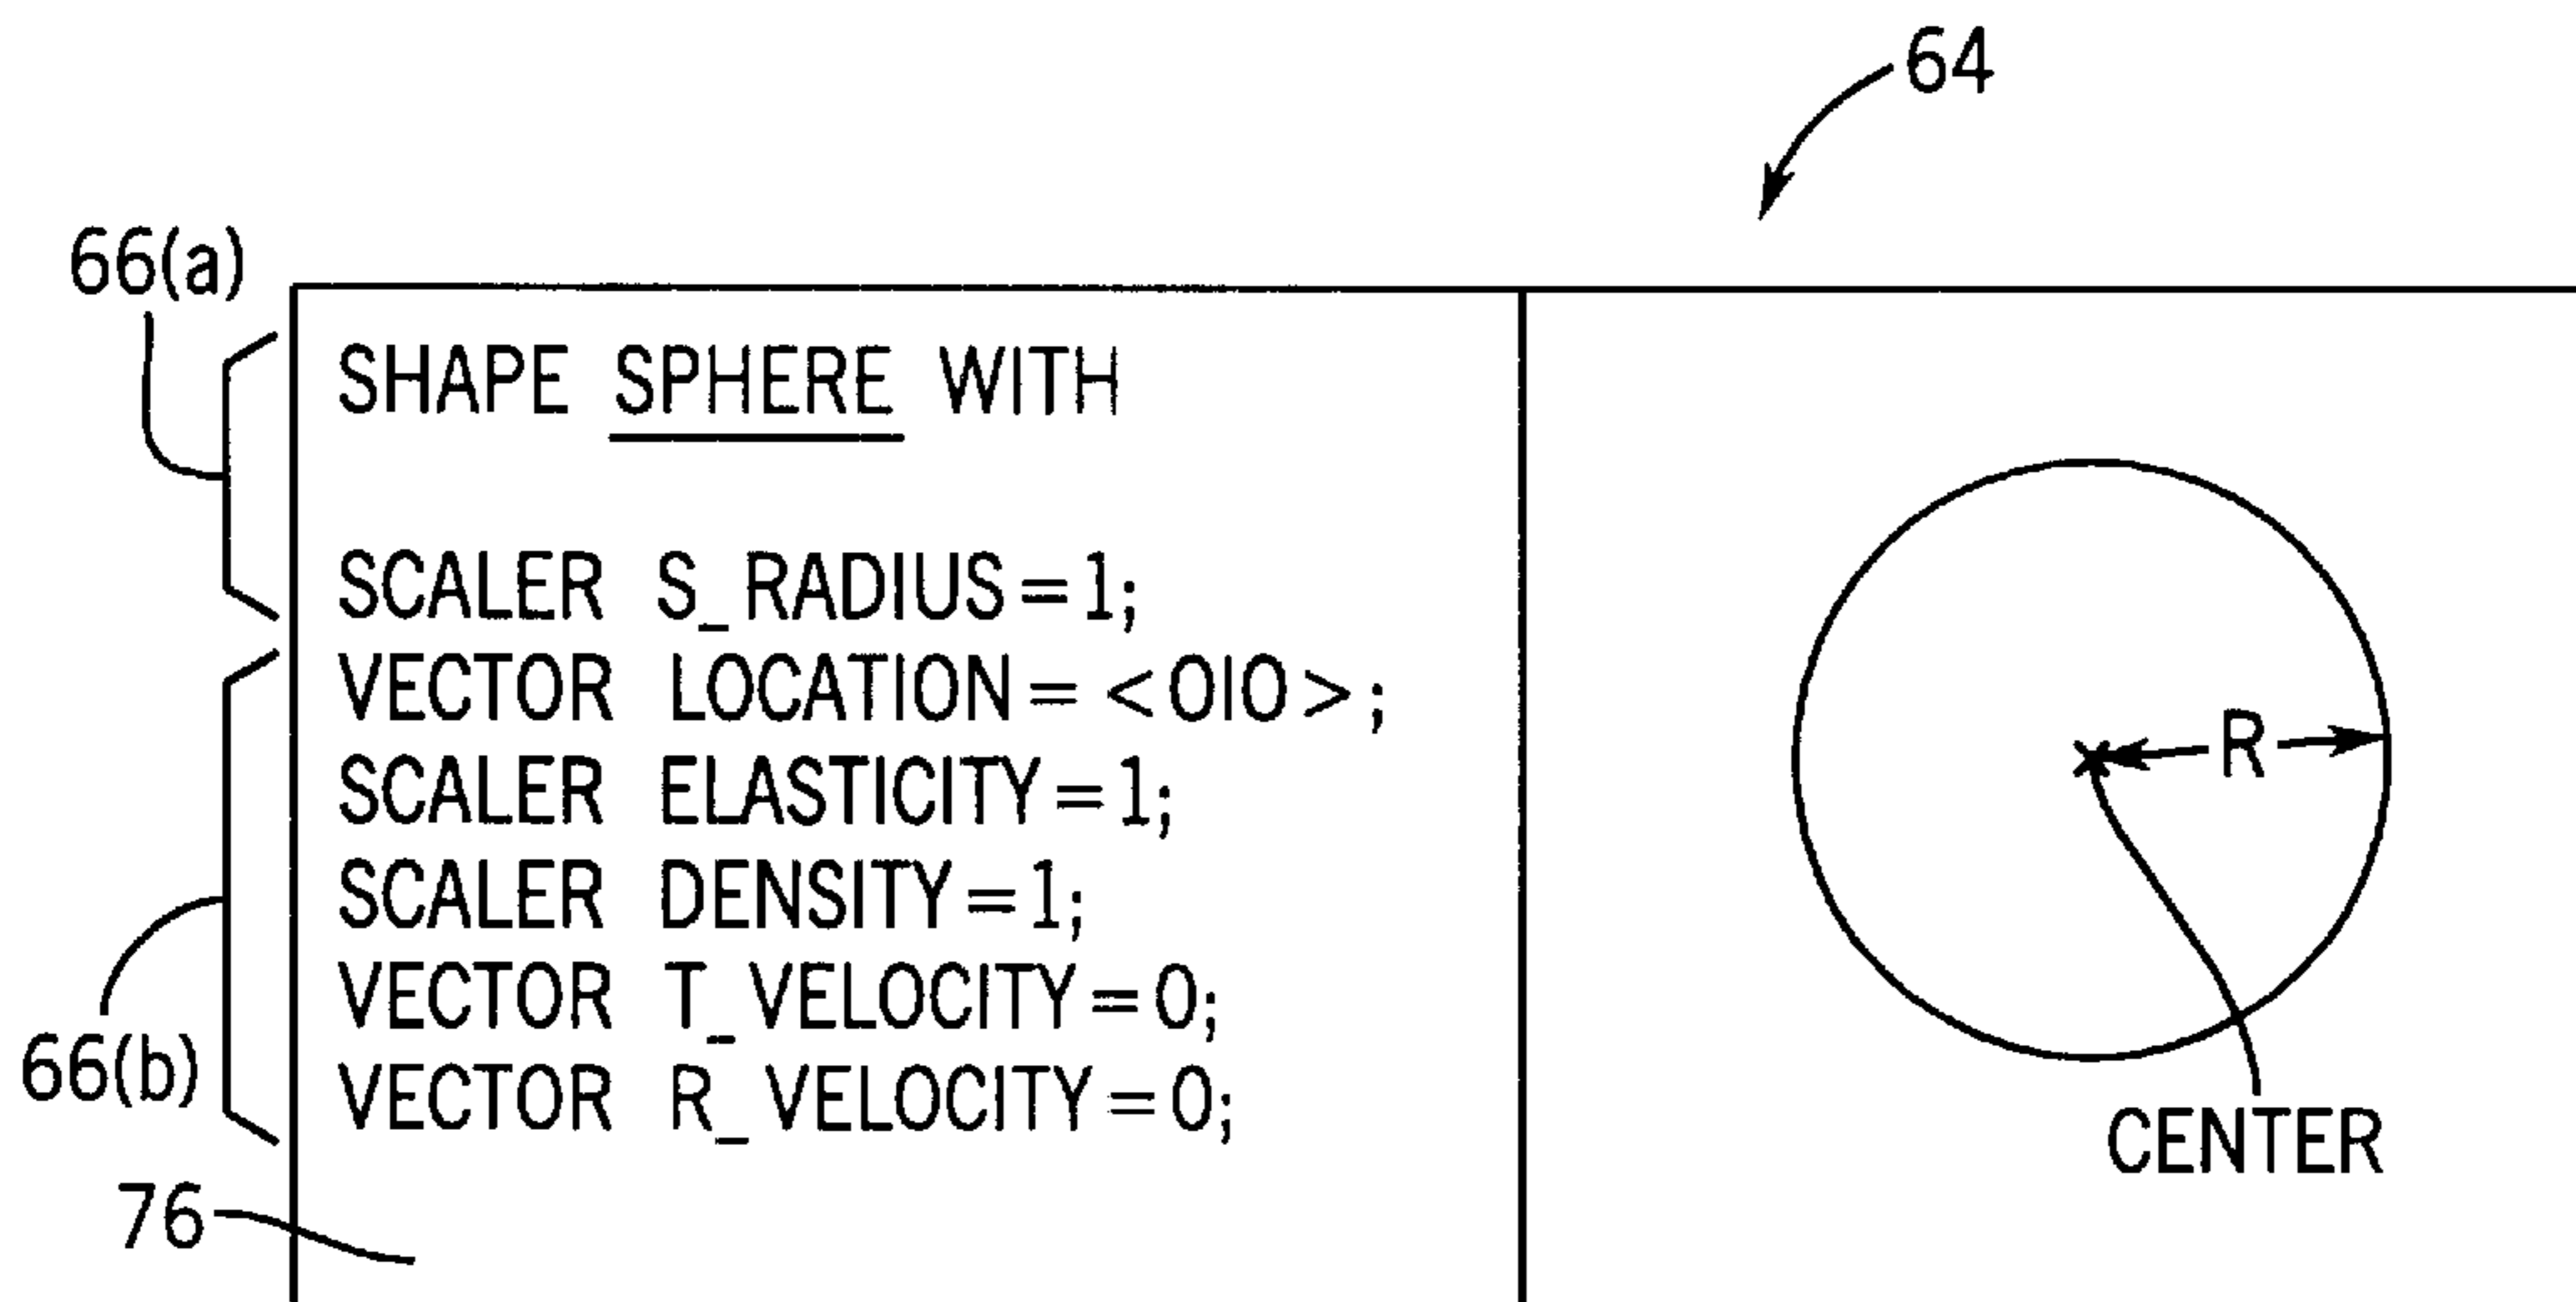 64
66(a)
SHAPE SPHERE WITH
SCALER S_RADIUS=1;
VECTOR LOCATION=<OIO>;
SCALER ELASTICITY=1;
SCALER DENSITY=1;
VECTOR T_VELOCITY=0;
VECTOR R_VELOCITY=0;
66(b)
76
R
CENTER